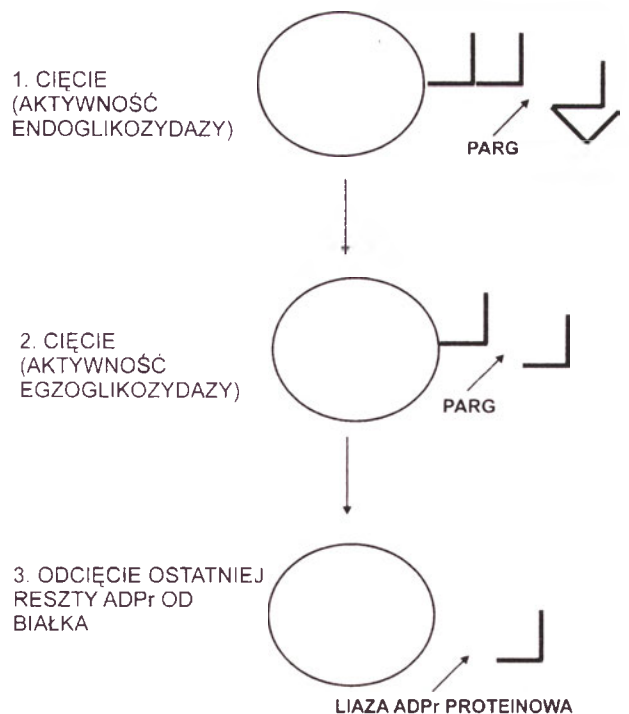 1. CIĘCIE
(AKTYWNOŚĆ
ENDOGLIKOZYDAZY)
PARG
2. CIĘCIE
(AKTYWNOŚĆ
EGZOGLIKOZYDAZY)
PARG
3. ODCIĘCIE OSTATNIEJ
RESZTY ADPr OD
BIAŁKA
LIAZA ADPr PROTEINOWA